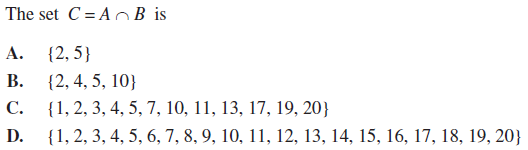 The set C = A ∩ B is
A. {2, 5}
B. {2, 4, 5, 10}
C. {1, 2, 3, 4, 5, 7, 10, 11, 13, 17, 19, 20}
D. {1, 2, 3, 4, 5, 6, 7, 8, 9, 10, 11, 12, 13, 14, 15, 16, 17, 18, 19, 20}